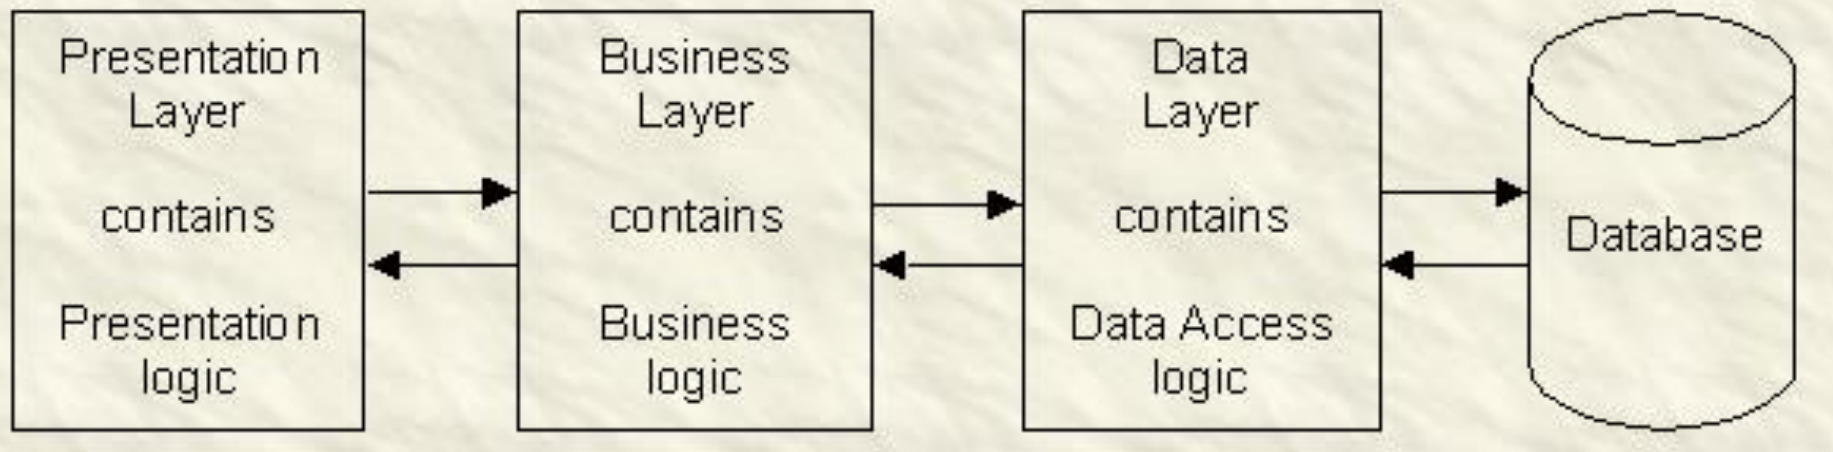 Presentation
Layer
contains
Presentation
logic
Business
Layer
contains
Business
logic
Data
Layer
contains
Data Access
logic
Database